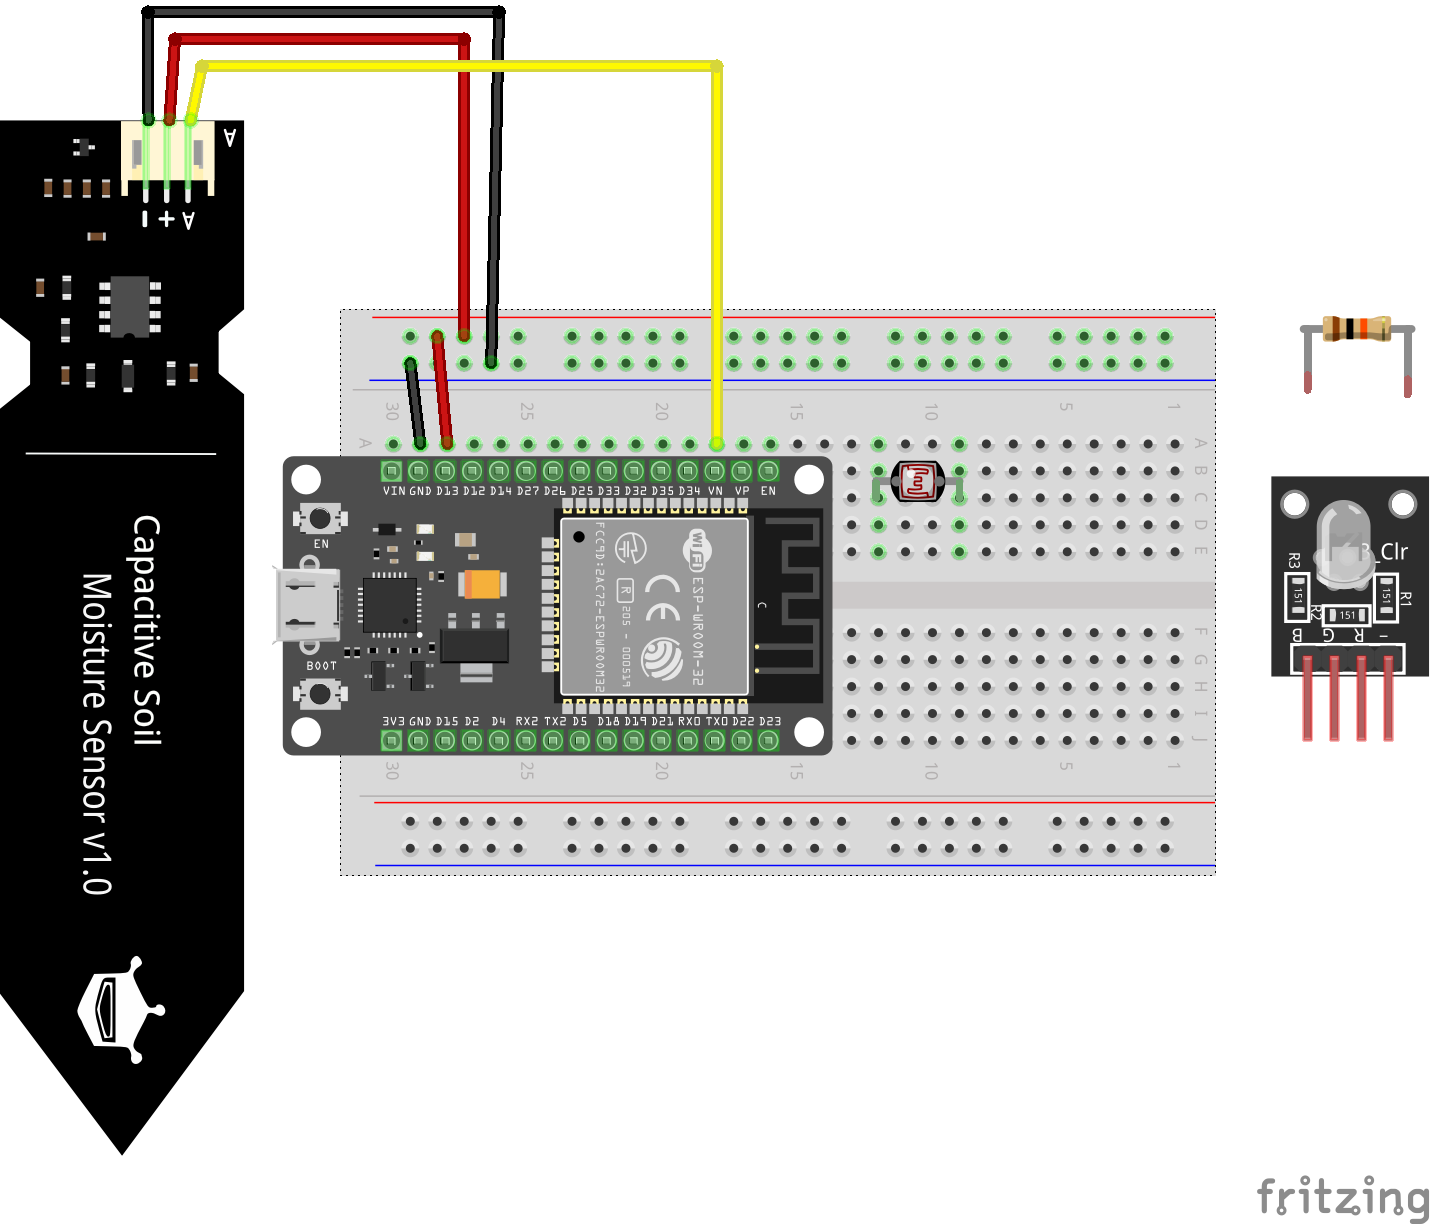 A
- + A
Capacitive Soil
Moisture Sensor v1.0
30 25 20 15 10 5 1
A A
B
C
D
E
F
G
H
I
J
VIN GND D13 D12 D14 D27 D26 D25 D33 D32 D35 D34 VN VP EN
EN
BOOT
FCC ID:2AC7Z-ESPWROOM32
R
205 - 000519
CE
WiFi
ESP-WROOM-32
C
3V3 GND D15 D2 D4 RX2 TX2 D5 D18 D19 D21 RX0 TX0 D22 D23
30 25 20 15 10 5 1
R3
R2
R1
151
151
151
B G R -
fritzing